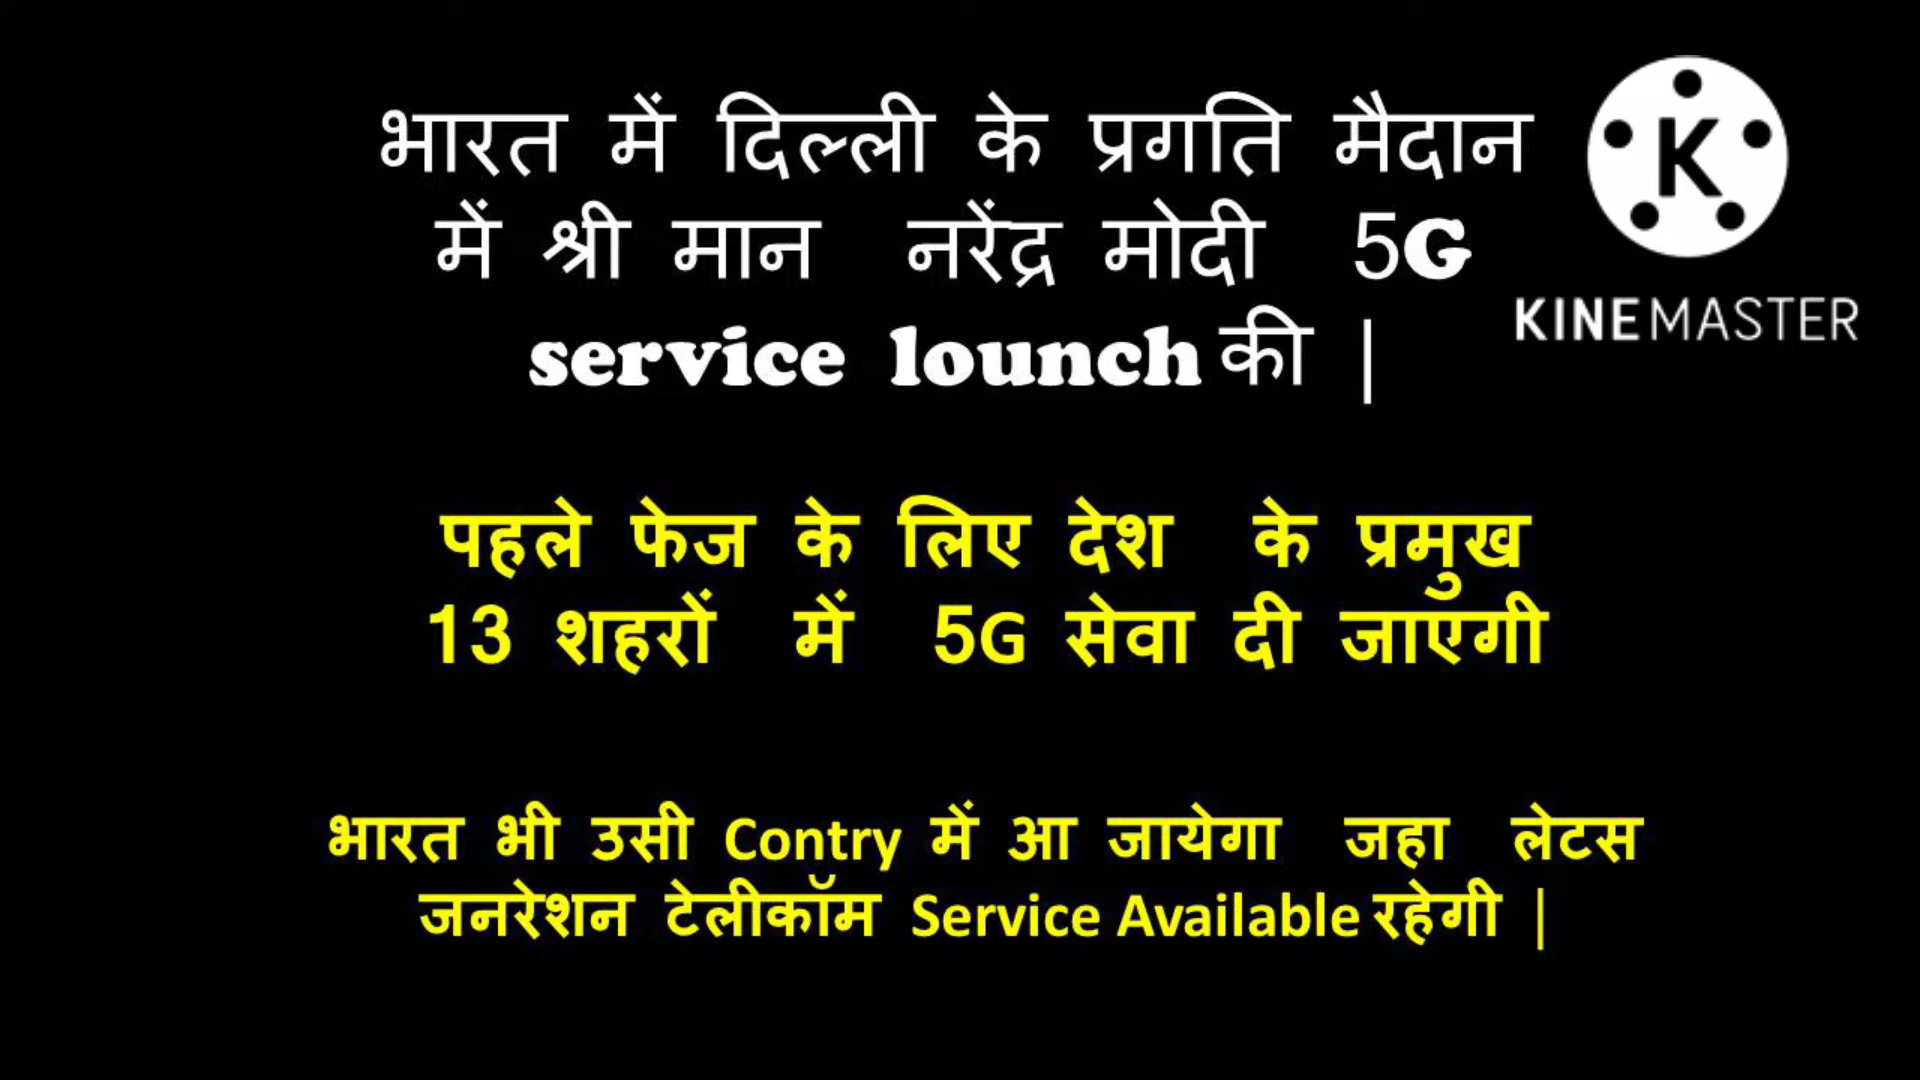 भारत में दिल्ली के प्रगति मैदान
में श्री मान नरेंद्र मोदी 5G
service lounch की |
K
KINEMASTER
पहले फेज के लिए देश के प्रमुख
13 शहरों में 5G सेवा दी जाएगी
भारत भी उसी Contry में आ जायेगा जहा लेटस
जनरेशन टेलीकॉम Service Available रहेगी |